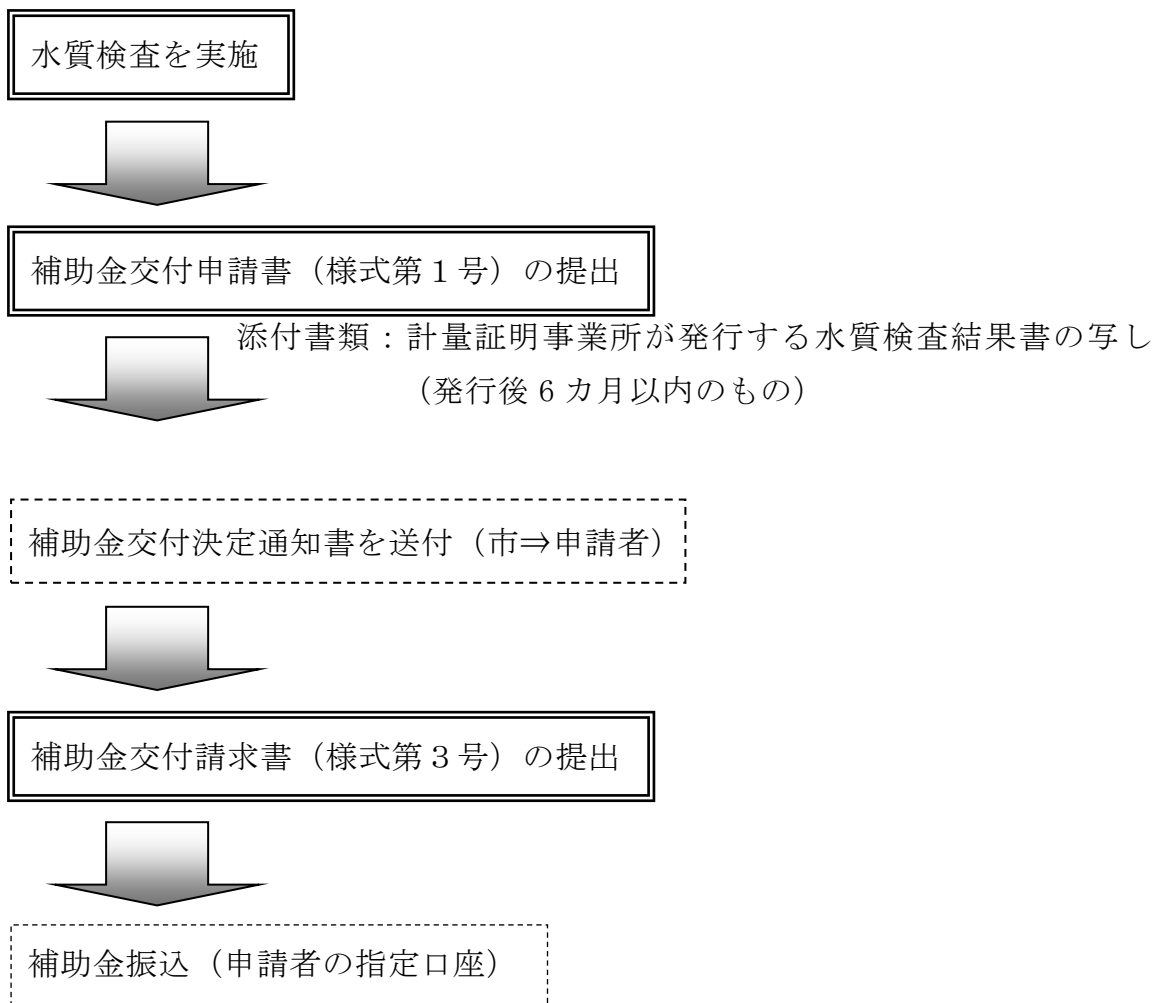 水質検査を実施
補助金交付申請書（様式第１号）の提出
添付書類：計量証明事業所が発行する水質検査結果書の写し
（発行後 6 カ月以内のもの）
補助金交付決定通知書を送付（市⇒申請者）
補助金交付請求書（様式第３号）の提出
補助金振込（申請者の指定口座）